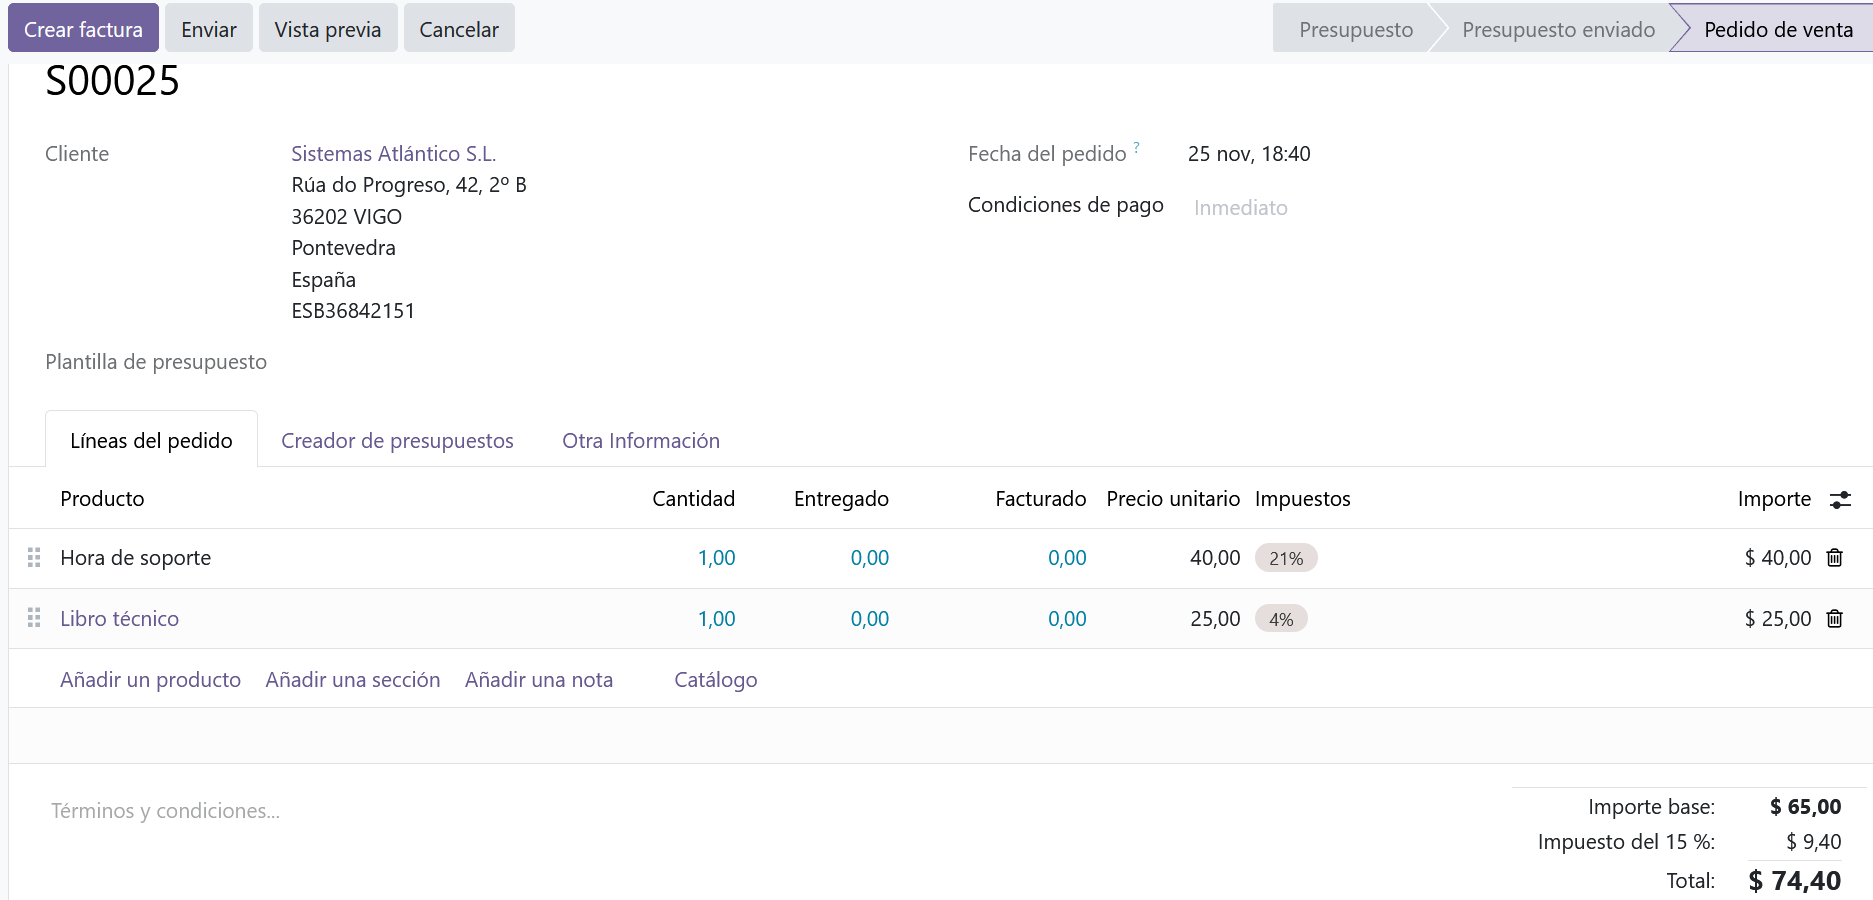 Crear factura Enviar Vista previa Cancelar Presupuesto Presupuesto enviado Pedido de venta
S00025
Cliente Sistemas Atlántico S.L. Fecha del pedido ? 25 nov, 18:40
Rúa do Progreso, 42, 2º B
36202 VIGO Condiciones de pago Inmediato
Pontevedra
España
ESB36842151
Plantilla de presupuesto
Líneas del pedido Creador de presupuestos Otra Información
Producto Cantidad Entregado Facturado Precio unitario Impuestos Importe
Hora de soporte 1,00 0,00 0,00 40,00 21% $ 40,00
Libro técnico 1,00 0,00 0,00 25,00 4% $ 25,00
Añadir un producto Añadir una sección Añadir una nota Catálogo
Términos y condiciones... Importe base: $ 65,00
Impuesto del 15 %: $ 9,40
Total: $ 74,40